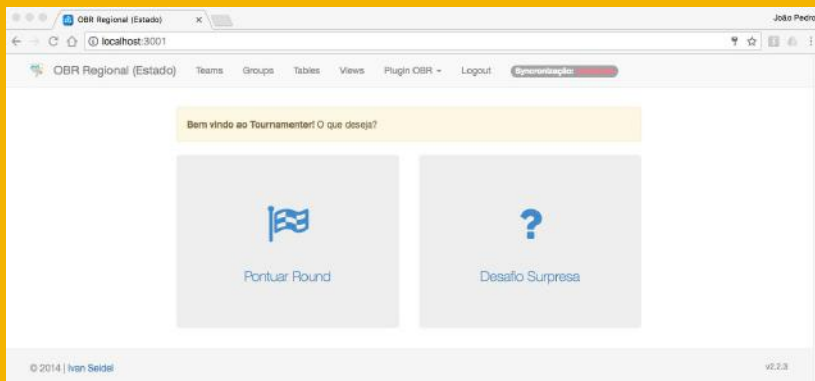 OBR Regional (Estado)
João Pedro
localhost:3001
OBR Regional (Estado) Teams Groups Tables Views Plugin OBR Logout Syncronização:
Bem vindo ao Tournamenter! O que deseja?
Pontuar Round
Desafio Surpresa
© 2014 | Ivan Seidel
v2.2.3